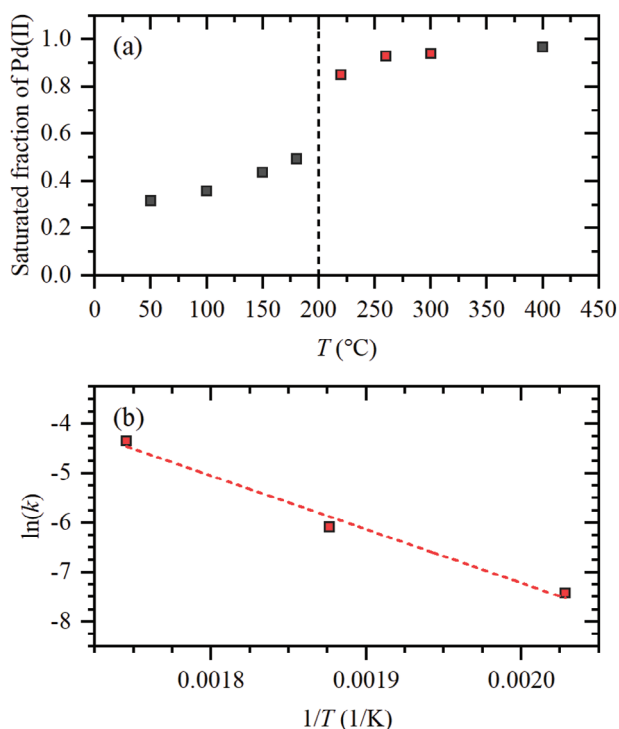 (a)
Saturated fraction of Pd(II)
1.0
0.8
0.6
0.4
0.2
0.0
0 50 100 150 200 250 300 350 400 450
T (°C)
(b)
ln(k)
-4
-5
-6
-7
-8
0.0018 0.0019 0.0020
1/T (1/K)